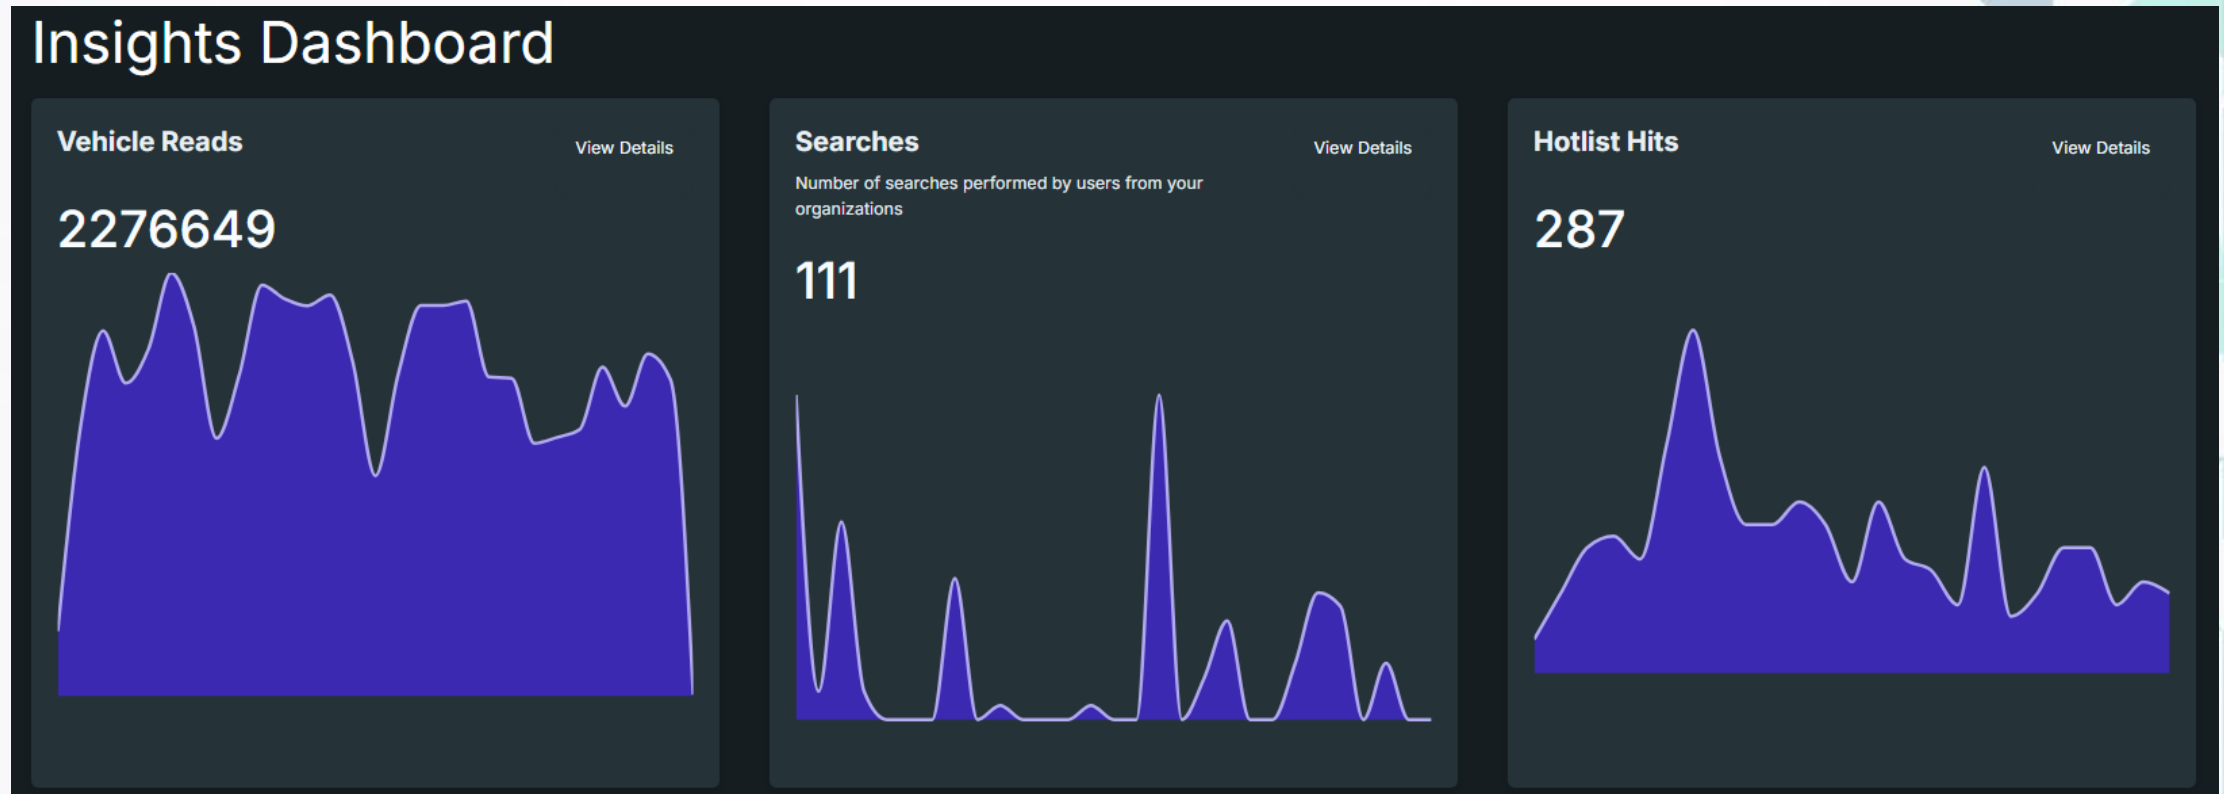 Insights Dashboard
Vehicle Reads
View Details
2276649
Searches
View Details
Number of searches performed by users from your
organizations
111
Hotlist Hits
View Details
287